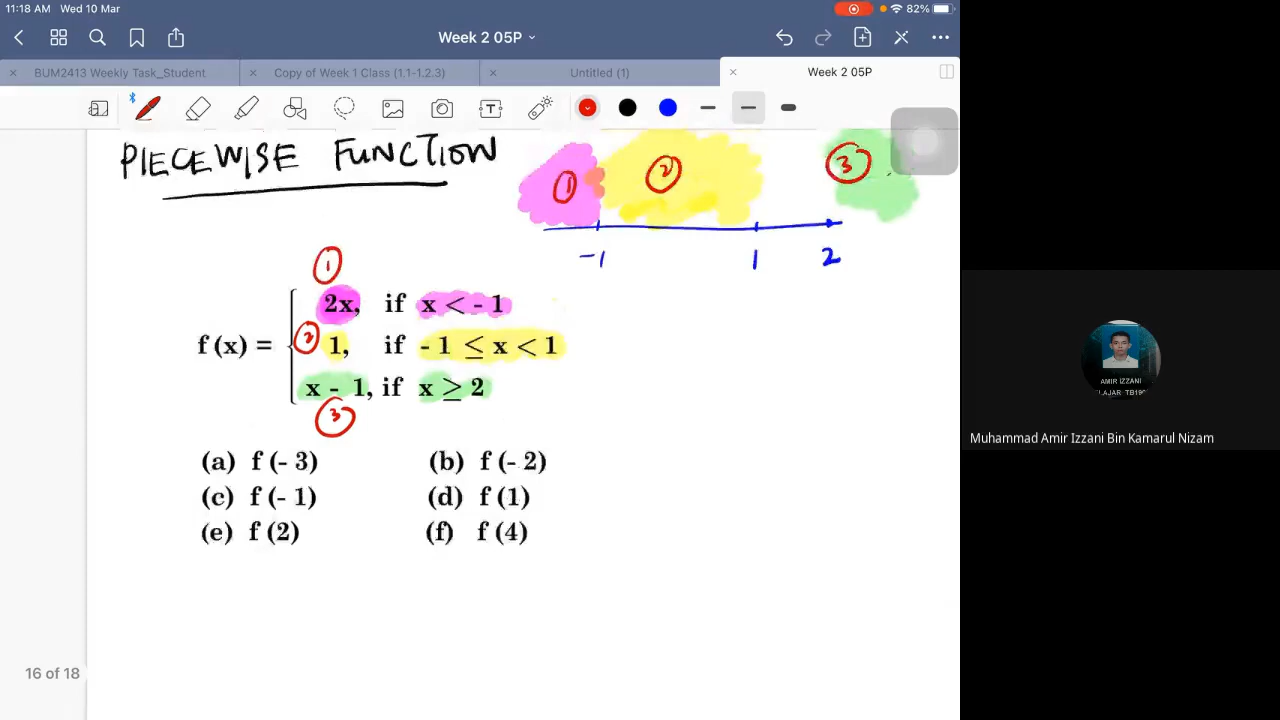 11:18 AM Wed 10 Mar
82%
Week 2 05P
BUM2413 Weekly Task_Student
Copy of Week 1 Class (1.1-1.2.3)
Untitled (1)
Week 2 05P
PIECEWISE FUNCTION
1 2 3
-1 1 2
1
2x, if x < - 1
f (x) = 2 1, if - 1 ≤ x < 1
x - 1, if x ≥ 2
3
(a) f (- 3) (b) f (- 2)
(c) f (- 1) (d) f (1)
(e) f (2) (f) f (4)
16 of 18
AMIR IZZANI
Muhammad Amir Izzani Bin Kamarul Nizam